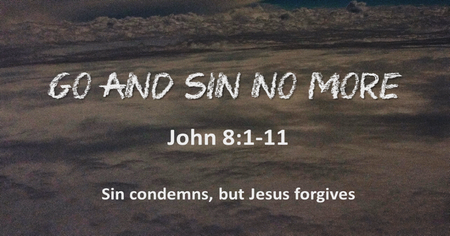 GO AND SIN NO MORE
John 8:1-11
Sin condemns, but Jesus forgives